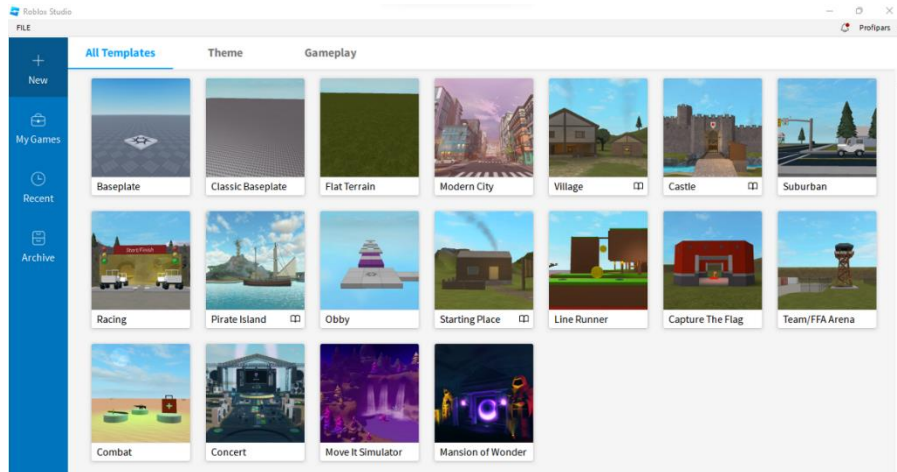 Roblox Studio
FILE
Profipars
New
My Games
Recent
Archive
All Templates Theme Gameplay
Baseplate Classic Baseplate Flat Terrain Modern City Village Castle Suburban
Start/Finish
Racing Pirate Island Obby Starting Place Line Runner Capture The Flag Team/FFA Arena
Combat Concert Move It Simulator Mansion of Wonder